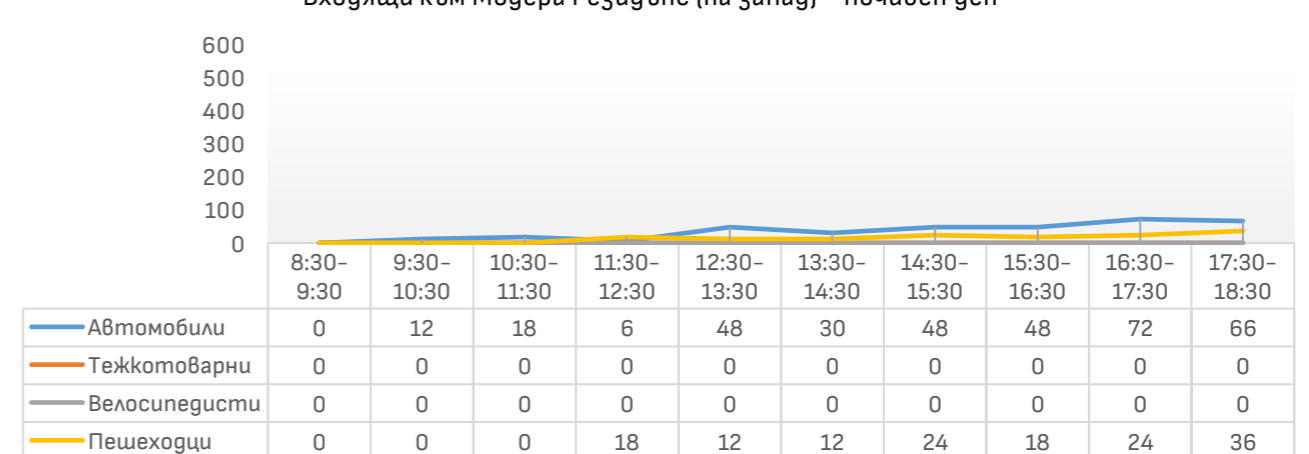 600
500
400
300
200
100
0
8:30- 9:30- 10:30- 11:30- 12:30- 13:30- 14:30- 15:30- 16:30- 17:30-
9:30 10:30 11:30 12:30 13:30 14:30 15:30 16:30 17:30 18:30
Автомобили 0 12 18 6 48 30 48 48 72 66
Тежкотоварни 0 0 0 0 0 0 0 0 0 0
Велосипедисти 0 0 0 0 0 0 0 0 0 0
Пешеходци 0 0 0 18 12 12 24 18 24 36